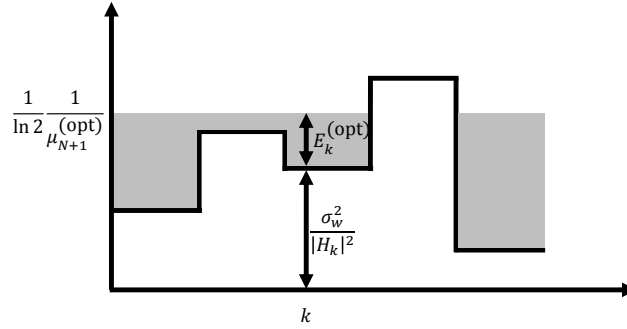 1/ln 2 1/μ_{N+1}^{(opt)}
E_k^{(opt)}
σ_w^2/|H_k|^2
k